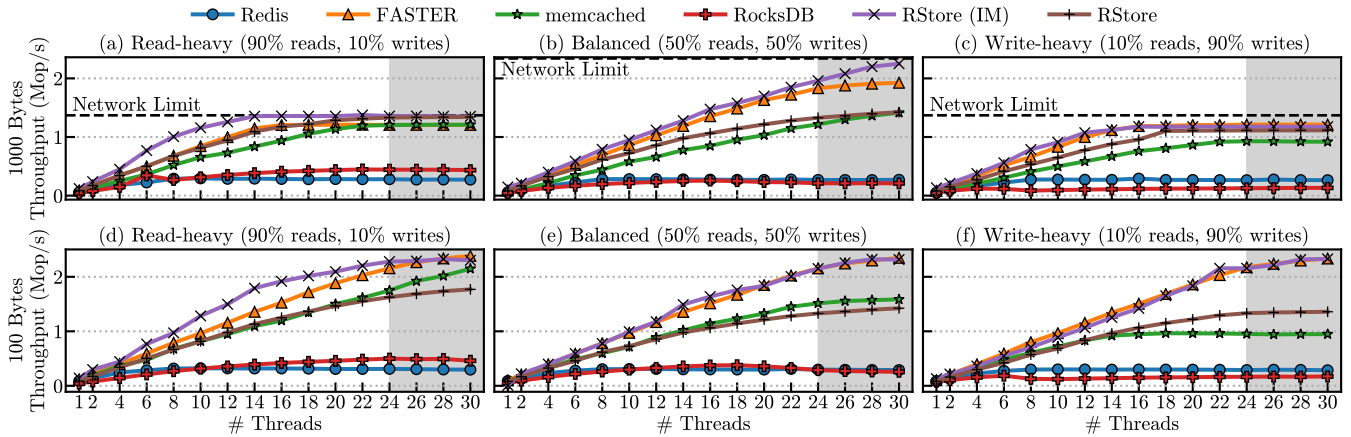 Redis FASTER memcached RocksDB RStore (IM) RStore
(a) Read-heavy (90% reads, 10% writes) (b) Balanced (50% reads, 50% writes) (c) Write-heavy (10% reads, 90% writes)
1000 Bytes
Throughput (Mop/s)
2
1
0
Network Limit
Network Limit
Network Limit
(d) Read-heavy (90% reads, 10% writes) (e) Balanced (50% reads, 50% writes) (f) Write-heavy (10% reads, 90% writes)
100 Bytes
Throughput (Mop/s)
2
1
0
1 2 4 6 8 10 12 14 16 18 20 22 24 26 28 30
1 2 4 6 8 10 12 14 16 18 20 22 24 26 28 30
1 2 4 6 8 10 12 14 16 18 20 22 24 26 28 30
# Threads # Threads # Threads